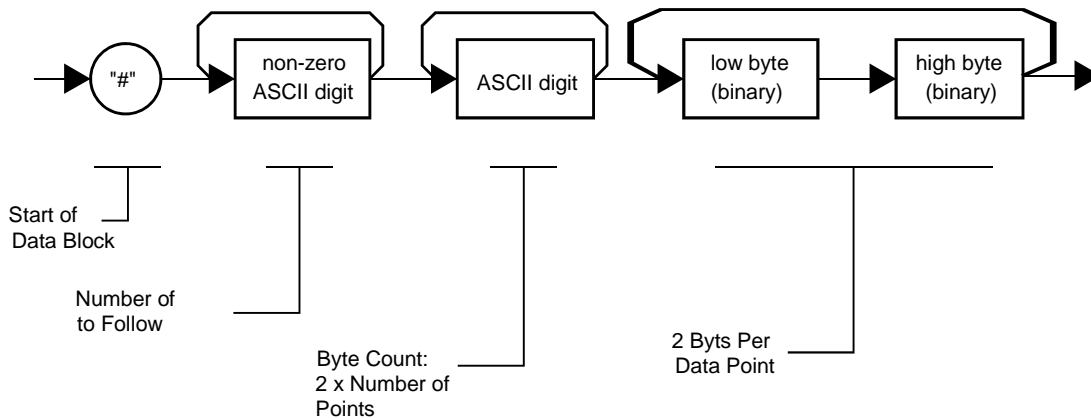 "#"
non-zero
ASCII digit
ASCII digit
low byte
(binary)
high byte
(binary)
Start of
Data Block
Number of
to Follow
Byte Count:
2 x Number of
Points
2 Byts Per
Data Point